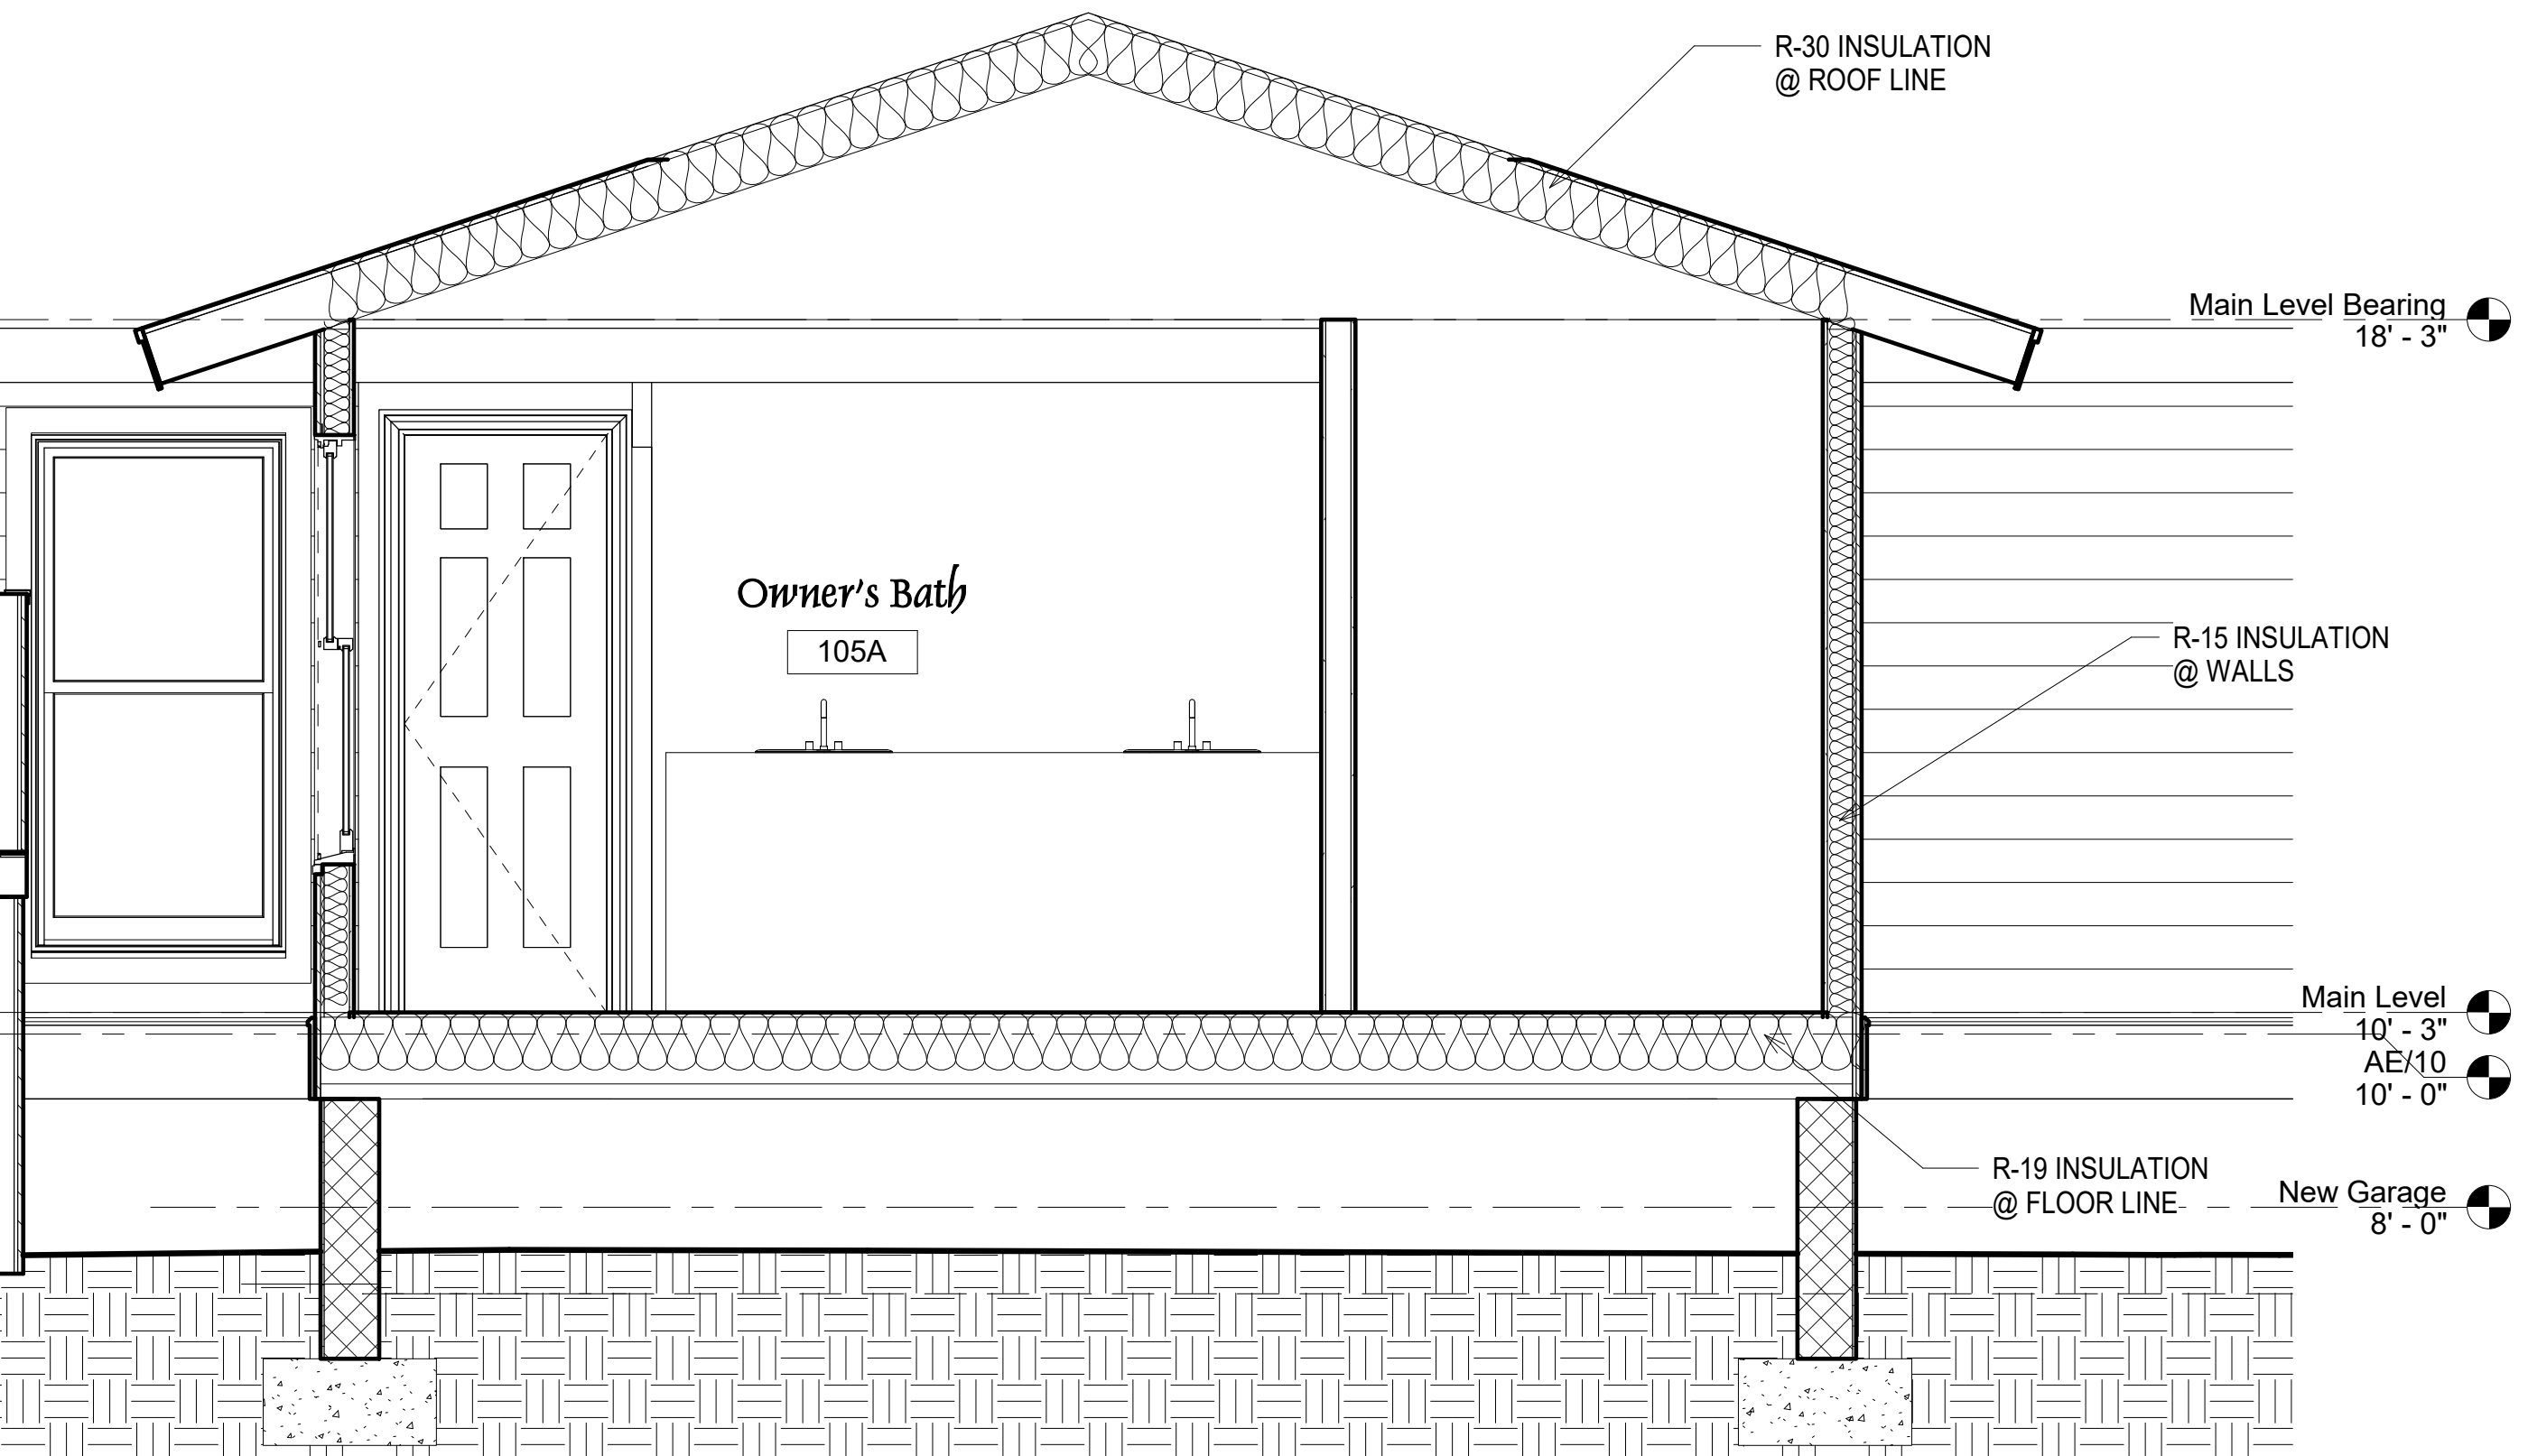 R-30 INSULATION
@ ROOF LINE
Main Level Bearing
18' - 3"
Owner's Bath
105A
R-15 INSULATION
@ WALLS
Main Level
10' - 3"
AE/10
10' - 0"
R-19 INSULATION
@ FLOOR LINE
New Garage
8' - 0"